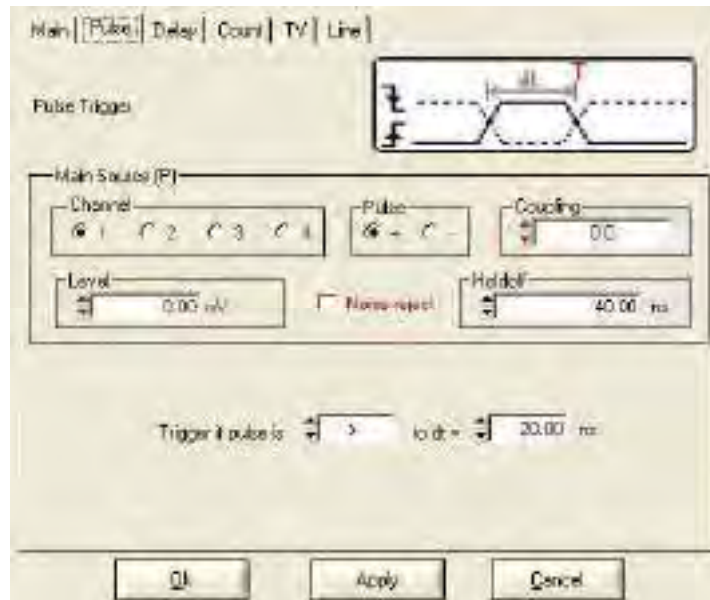 Main Pulse Delay Count TV Line
dt T
Pulse Trigger
Main Source (P)
Channel Pulse Coupling
1 2 3 4 + - DC
Level Holdoff
0.00 mV Noise reject 40.00 ns
Trigger if pulse is > to dt = 20.00 ns
Ok Apply Cancel